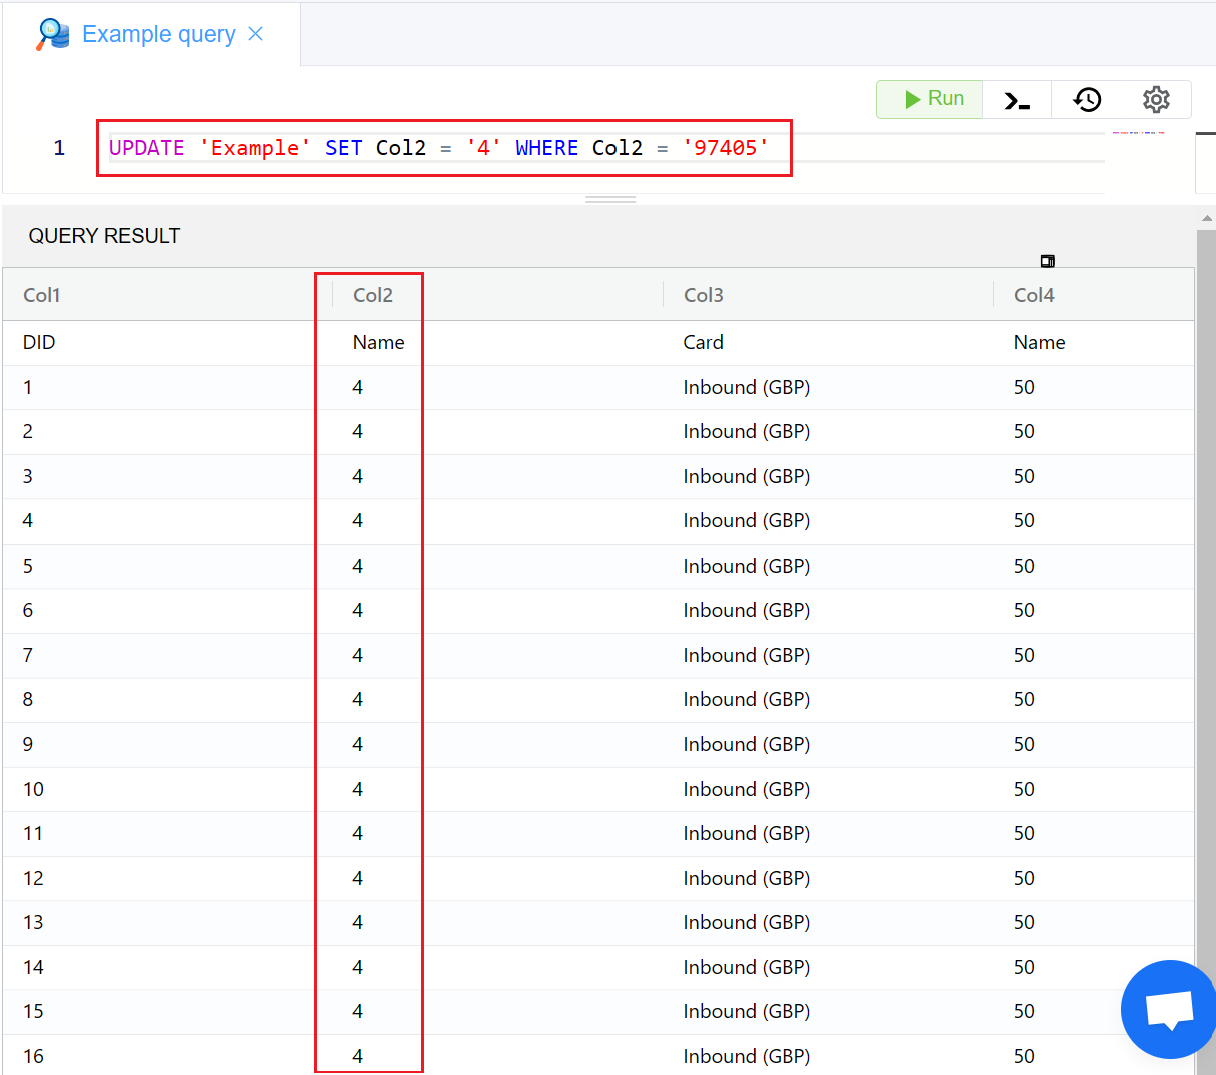 Example query
Run
1 UPDATE 'Example' SET Col2 = '4' WHERE Col2 = '97405'
QUERY RESULT
Col1 Col2 Col3 Col4
DID Name Card Name
1 4 Inbound (GBP) 50
2 4 Inbound (GBP) 50
3 4 Inbound (GBP) 50
4 4 Inbound (GBP) 50
5 4 Inbound (GBP) 50
6 4 Inbound (GBP) 50
7 4 Inbound (GBP) 50
8 4 Inbound (GBP) 50
9 4 Inbound (GBP) 50
10 4 Inbound (GBP) 50
11 4 Inbound (GBP) 50
12 4 Inbound (GBP) 50
13 4 Inbound (GBP) 50
14 4 Inbound (GBP) 50
15 4 Inbound (GBP) 50
16 4 Inbound (GBP) 50